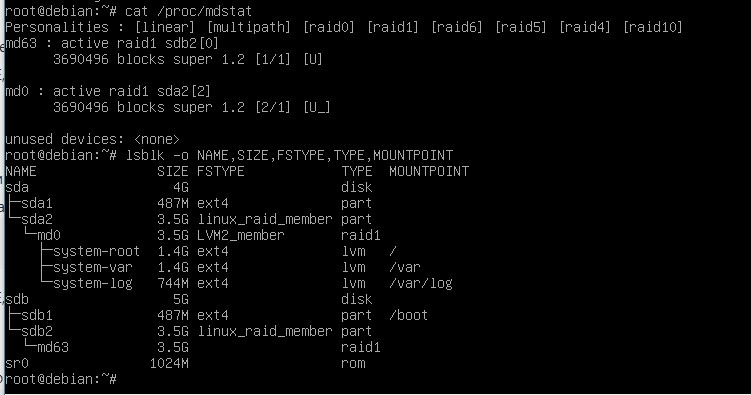 root@debian:~# cat /proc/mdstat
Personalities : [linear] [multipath] [raid0] [raid1] [raid6] [raid5] [raid4] [raid10]
md63 : active raid1 sdb2[0]
      3690496 blocks super 1.2 [1/1] [U]

md0 : active raid1 sda2[2]
      3690496 blocks super 1.2 [2/1] [U_]

unused devices: <none>
root@debian:~# lsblk -o NAME,SIZE,FSTYPE,TYPE,MOUNTPOINT
NAME                SIZE FSTYPE            TYPE  MOUNTPOINT
sda                   4G                   disk
├─sda1              487M ext4              part
└─sda2              3.5G linux_raid_member part
  └─md0             3.5G LVM2_member       raid1
    ├─system-root   1.4G ext4              lvm   /
    ├─system-var    1.4G ext4              lvm   /var
    └─system-log    744M ext4              lvm   /var/log
sdb                   5G                   disk
├─sdb1              487M ext4              part  /boot
└─sdb2              3.5G linux_raid_member part
  └─md63            3.5G                   raid1
sr0                1024M                   rom
root@debian:~#